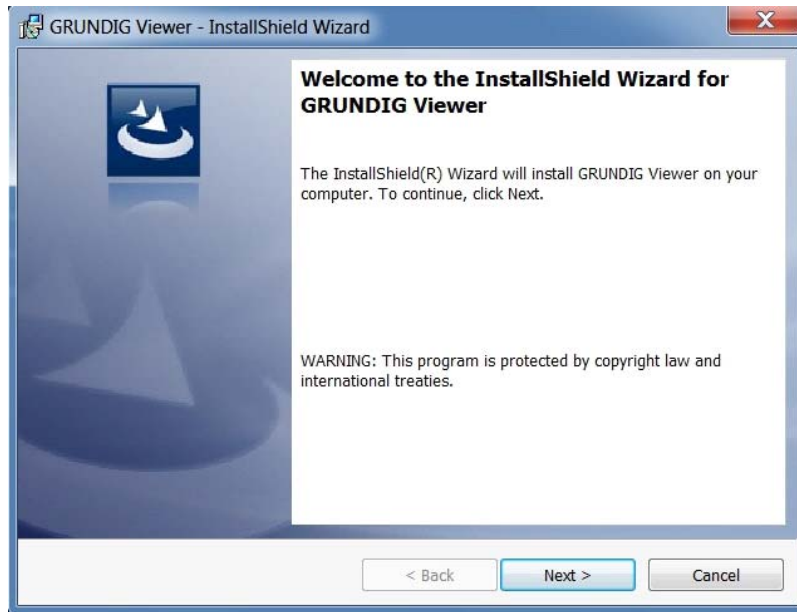 GRUNDIG Viewer - InstallShield Wizard
X
Welcome to the InstallShield Wizard for
GRUNDIG Viewer
The InstallShield(R) Wizard will install GRUNDIG Viewer on your
computer. To continue, click Next.
WARNING: This program is protected by copyright law and
international treaties.
< Back Next > Cancel